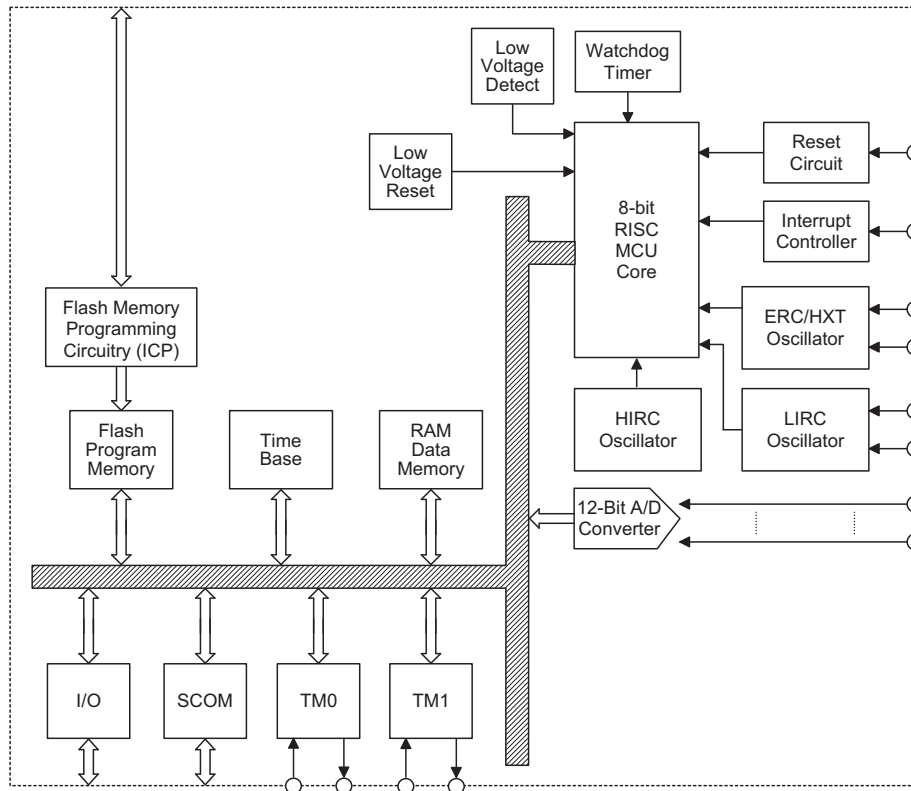 Low
Voltage
Detect
Watchdog
Timer
Low
Voltage
Reset
8-bit
RISC
MCU
Core
Reset
Circuit
Interrupt
Controller
Flash Memory
Programming
Circuitry (ICP)
ERC/HXT
Oscillator
HIRC
Oscillator
LIRC
Oscillator
Flash
Program
Memory
Time
Base
RAM
Data
Memory
12-Bit A/D
Converter
I/O
SCOM
TM0
TM1